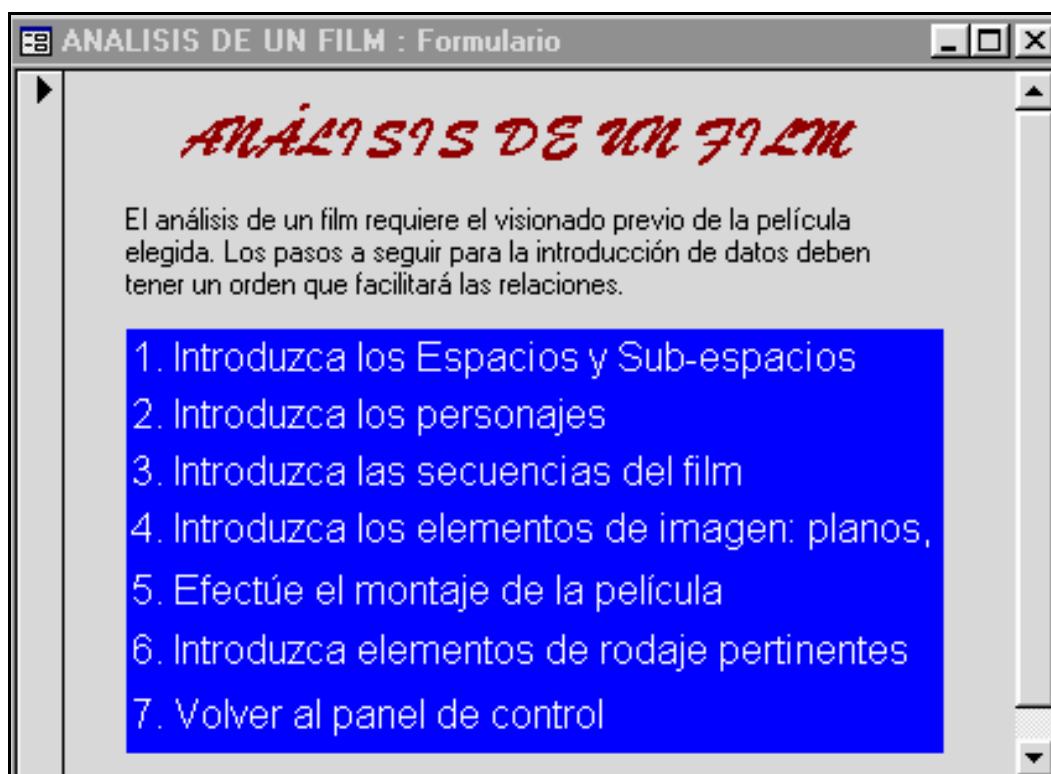 ANALISIS DE UN FILM : Formulario
ANÁLISIS DE UN FILM
El análisis de un film requiere el visionado previo de la película
elegida. Los pasos a seguir para la introducción de datos deben
tener un orden que facilitará las relaciones.
1. Introduzca los Espacios y Sub-espacios
2. Introduzca los personajes
3. Introduzca las secuencias del film
4. Introduzca los elementos de imagen: planos,
5. Efectúe el montaje de la película
6. Introduzca elementos de rodaje pertinentes
7. Volver al panel de control